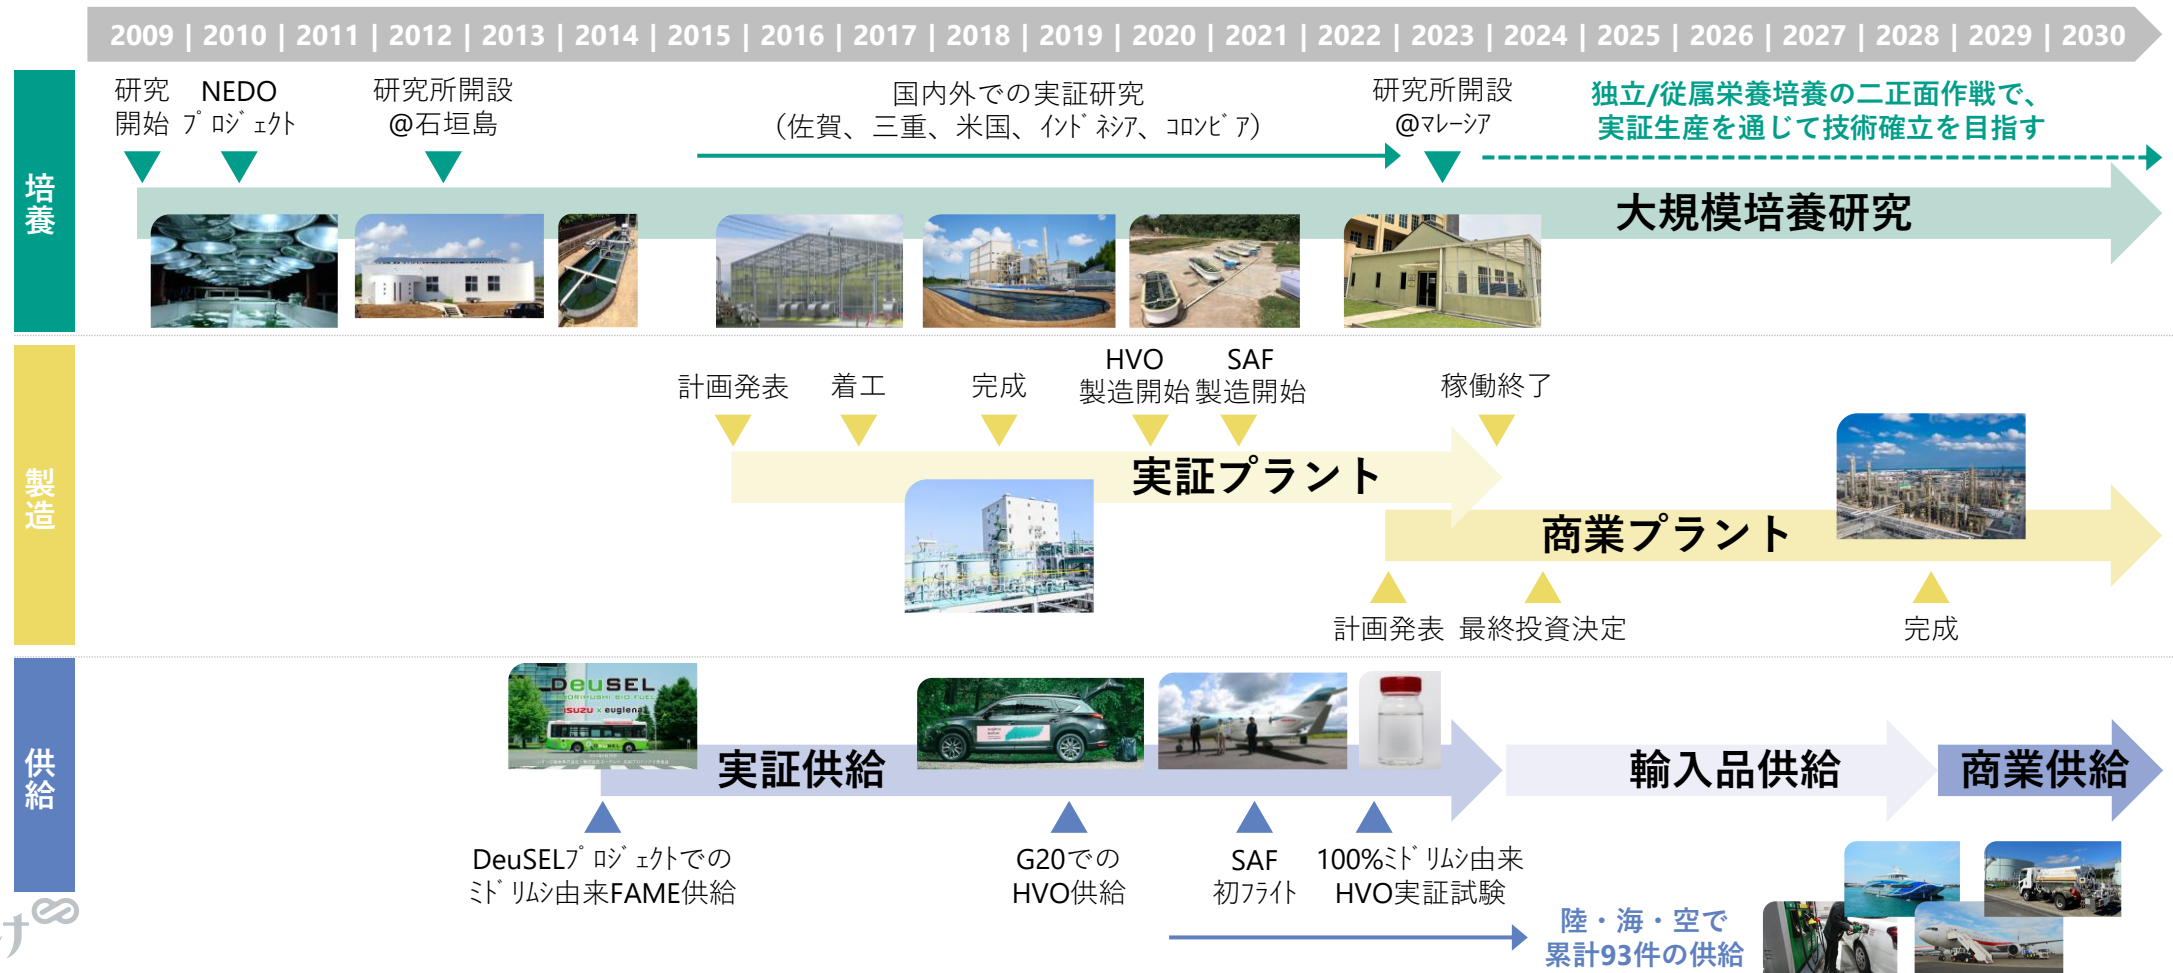 2009 | 2010 | 2011 | 2012 | 2013 | 2014 | 2015 | 2016 | 2017 | 2018 | 2019 | 2020 | 2021 | 2022 | 2023 | 2024 | 2025 | 2026 | 2027 | 2028 | 2029 | 2030
培養
研究
開始
NEDO
ﾌﾟﾛｼﾞｪｸﾄ
研究所開設
@石垣島
国内外での実証研究
（佐賀、三重、米国、ｲﾝﾄﾞﾈｼｱ、ｺﾛﾝﾋﾞｱ）
研究所開設
@ﾏﾚｰｼｱ
独立/従属栄養培養の二正面作戦で、
実証生産を通じて技術確立を目指す
大規模培養研究
製造
計画発表
着工
完成
HVO
製造開始
SAF
製造開始
稼働終了
実証プラント
商業プラント
計画発表
最終投資決定
完成
供給
DeuSEL
MIDORIMUSHI BIO FUEL
ISUZU × euglena
実証供給
輸入品供給
商業供給
DeuSELﾌﾟﾛｼﾞｪｸﾄでの
ﾐﾄﾞﾘﾑｼ由来FAME供給
G20での
HVO供給
SAF
初ﾌﾗｲﾄ
100%ﾐﾄﾞﾘﾑｼ由来
HVO実証試験
陸・海・空で
累計93件の供給